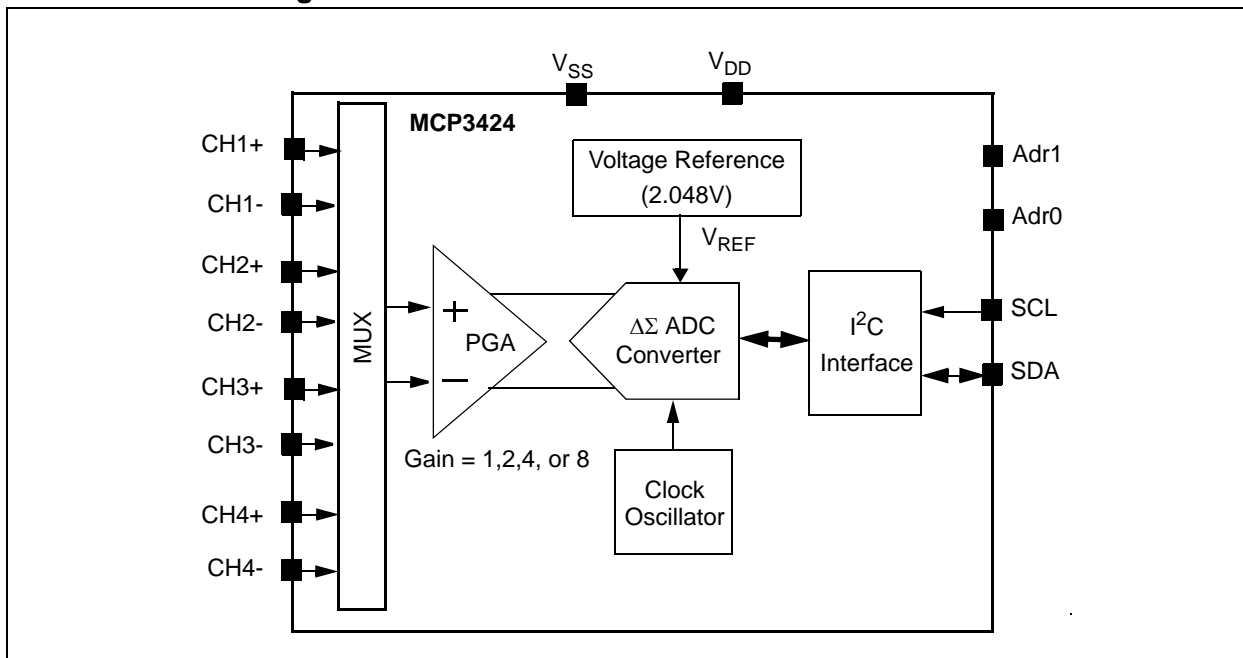 V_SS
V_DD
MCP3424
CH1+
CH1-
CH2+
CH2-
CH3+
CH3-
CH4+
CH4-
MUX
+
PGA
−
Gain = 1,2,4, or 8
Voltage Reference
(2.048V)
V_REF
ΔΣ ADC
Converter
Clock
Oscillator
I²C
Interface
Adr1
Adr0
SCL
SDA